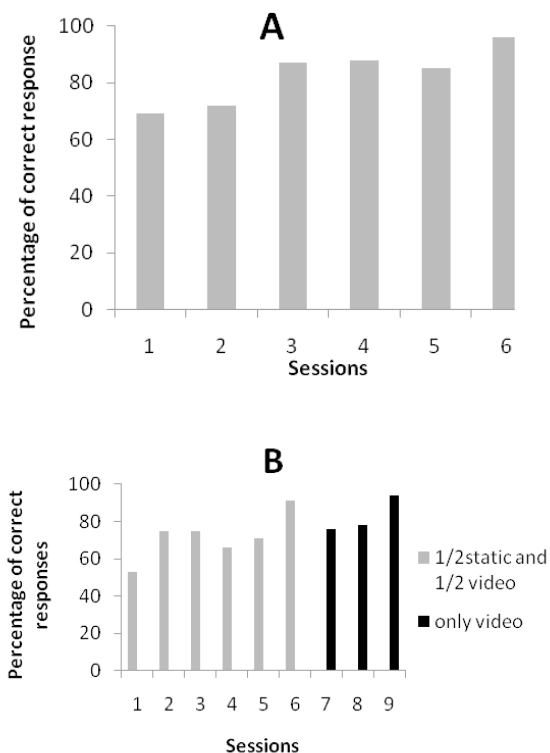 A
Percentage of correct response
100
80
60
40
20
0
1 2 3 4 5 6
Sessions
B
Percentage of correct
responses
100
80
60
40
20
0
1 2 3 4 5 6 7 8 9
Sessions
1/2static and
1/2 video
only video